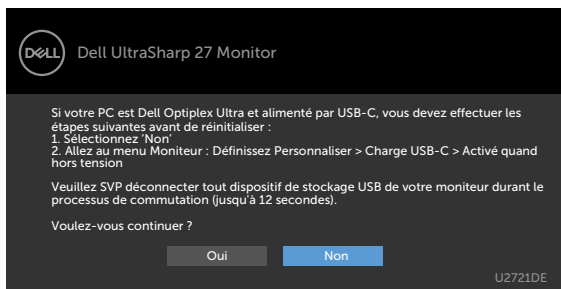 DELL
Dell UltraSharp 27 Monitor
Si votre PC est Dell Optiplex Ultra et alimenté par USB-C, vous devez effectuer les
étapes suivantes avant de réinitialiser :
1. Sélectionnez 'Non'
2. Allez au menu Moniteur : Définissez Personnaliser > Charge USB-C > Activé quand
hors tension
Veuillez SVP déconnecter tout dispositif de stockage USB de votre moniteur durant le
processus de commutation (jusqu'à 12 secondes).
Voulez-vous continuer ?
Oui Non
U2721DE